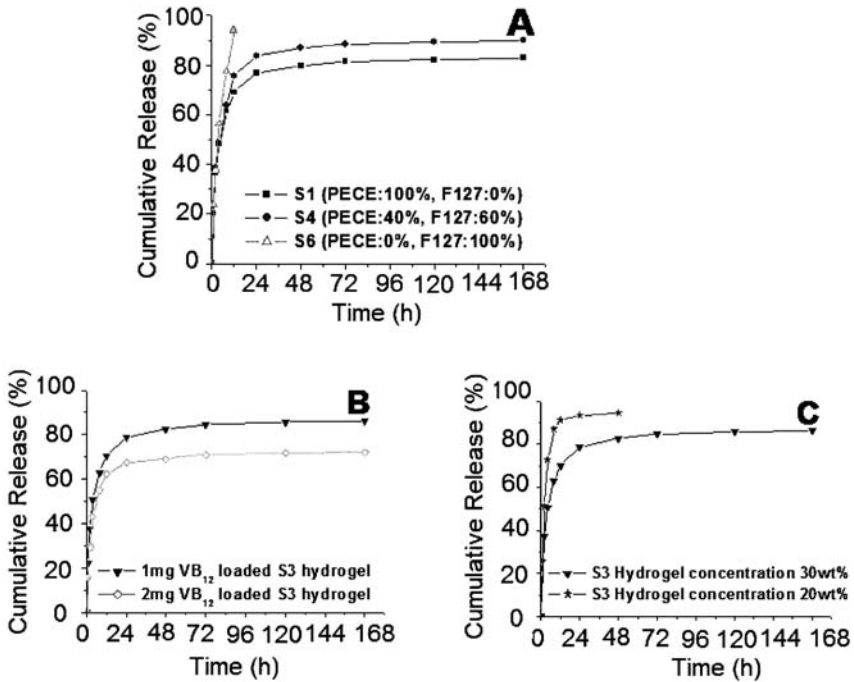 A
Cumulative Release (%)
100
80
60
40
20
0
S1 (PECE:100%, F127:0%)
S4 (PECE:40%, F127:60%)
S6 (PECE:0%, F127:100%)
0 24 48 72 96 120 144 168
Time (h)
B
Cumulative Release (%)
100
80
60
40
20
0
1mg VB12 loaded S3 hydrogel
2mg VB12 loaded S3 hydrogel
0 24 48 72 96 120 144 168
Time (h)
C
Cumulative Release (%)
100
80
60
40
20
0
S3 Hydrogel concentration 30wt%
S3 Hydrogel concentration 20wt%
0 24 48 72 96 120 144 168
Time (h)